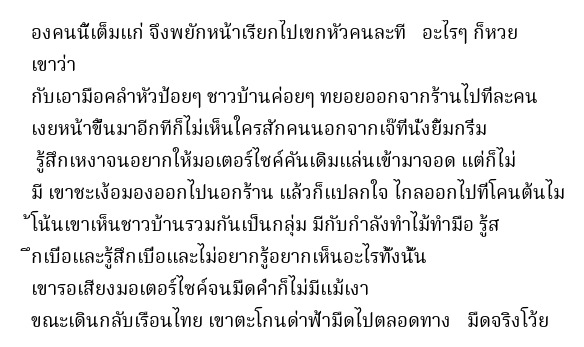 องคนนี้เต็มแก่ จึงพยักหน้าเรียกไปเขกหัวคนละที   อะไรๆ ก็หวย
เขาว่า
กับเอามือคลำหัวป้อยๆ ชาวบ้านค่อยๆ ทยอยออกจากร้านไปทีละคน
เงยหน้าขึ้นมาอีกทีก็ไม่เห็นใครสักคนนอกจากเจ๊ที่นั่งยิ้มกริ่ม
รู้สึกเหงาจนอยากให้มอเตอร์ไซค์คันเดิมแล่นเข้ามาจอด แต่ก็ไม่
มี เขาชะเง้อมองออกไปนอกร้าน แล้วก็แปลกใจ ไกลออกไปที่โคนต้นไม
้โน้นเขาเห็นชาวบ้านรวมกันเป็นกลุ่ม มีกับกำลังทำไม้ทำมือ รู้ส
ึกเบื่อและรู้สึกเบื่อและไม่อยากรู้อยากเห็นอะไรทั้งนั้น
เขารอเสียงมอเตอร์ไซค์จนมืดค่ำก็ไม่มีแม้เงา
ขณะเดินกลับเรือนไทย เขาตะโกนด่าฟ้ามืดไปตลอดทาง   มืดจริงโว้ย